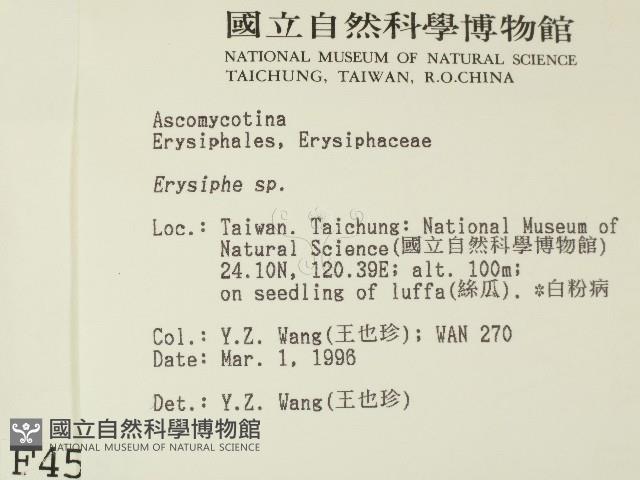 國立自然科學博物館
NATIONAL MUSEUM OF NATURAL SCIENCE
TAICHUNG, TAIWAN, R.O.CHINA
Ascomycotina
Erysiphales, Erysiphaceae
Erysiphe sp.
Loc.: Taiwan. Taichung: National Museum of
Natural Science(國立自然科學博物館)
24.10N, 120.39E; alt. 100m;
on seedling of luffa(絲瓜). *白粉病
Col.: Y.Z. Wang(王也珍); WAN 270
Date: Mar. 1, 1996
Det.: Y.Z. Wang(王也珍)
國立自然科學博物館
NATIONAL MUSEUM OF NATURAL SCIENCE
F45